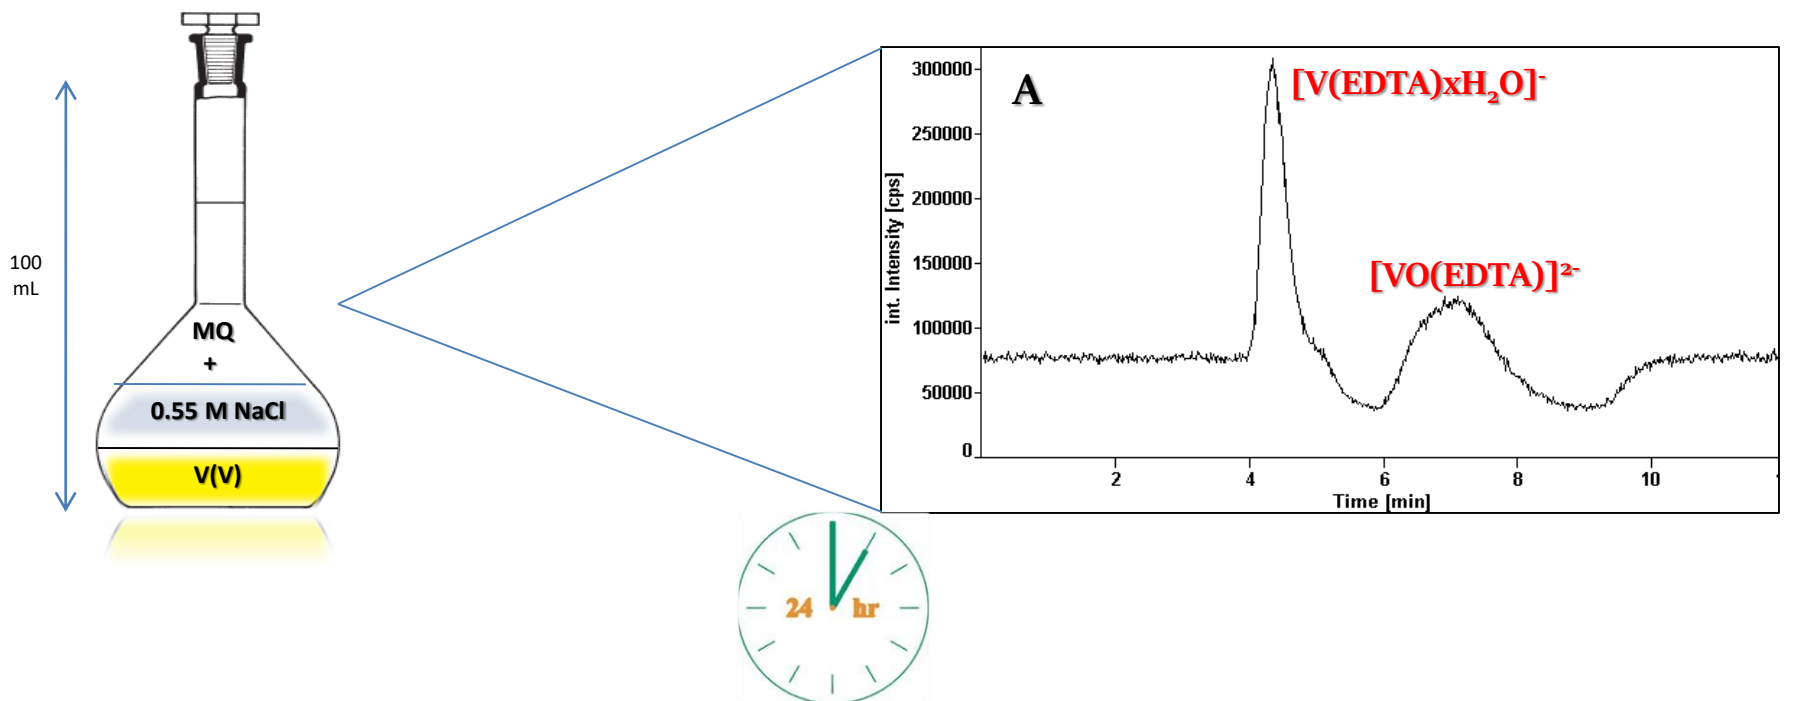 100
mL
MQ
+
0.55 M NaCl
V(V)
A
[V(EDTA)xH₂O]⁻
[VO(EDTA)]²⁻
int. Intensity [cps]
300000
250000
200000
150000
100000
50000
0
2 4 6 8 10
Time [min]
24 hr